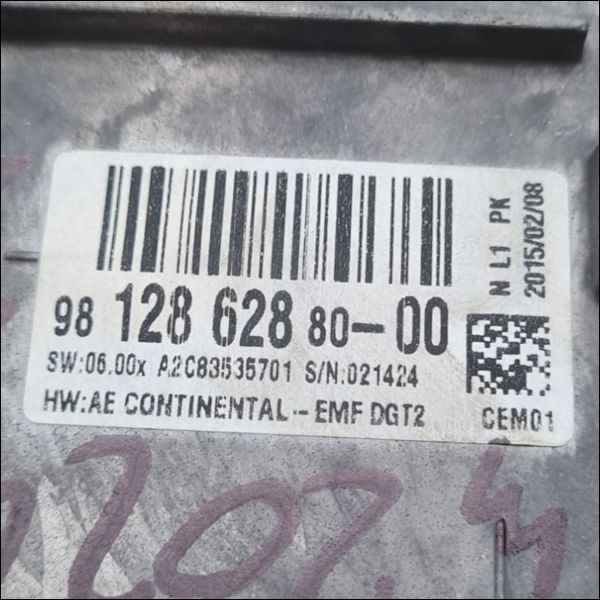 98 128 628 80-00
SW:06.00x A2C83535701 S/N:021424
HW:AE CONTINENTAL-- EMF DGT2
N L1 PK
2015/02/08
CEM01